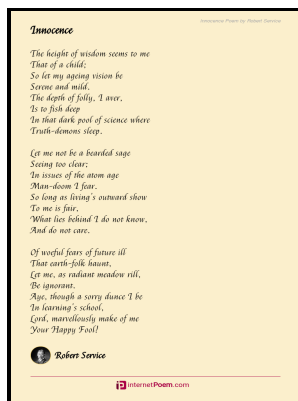 Innocence Poem by Robert Service
Innocence
The height of wisdom seems to me
That of a child;
So let my ageing vision be
Serene and mild.
The depth of folly, I aver,
Is to fish deep
In that dark pool of science where
Truth-demons sleep.
Let me not be a bearded sage
Seeing too clear;
In issues of the atom age
Man-doom I fear.
So long as living's outward show
To me is fair,
What lies behind I do not know,
And do not care.
Of woeful fears of future ill
That earth-folk haunt,
Let me, as radiant meadow rill,
Be ignorant.
Aye, though a sorry dunce I be
In learning's school,
Lord, marvellously make of me
Your Happy Fool!
Robert Service
internetPoem.com